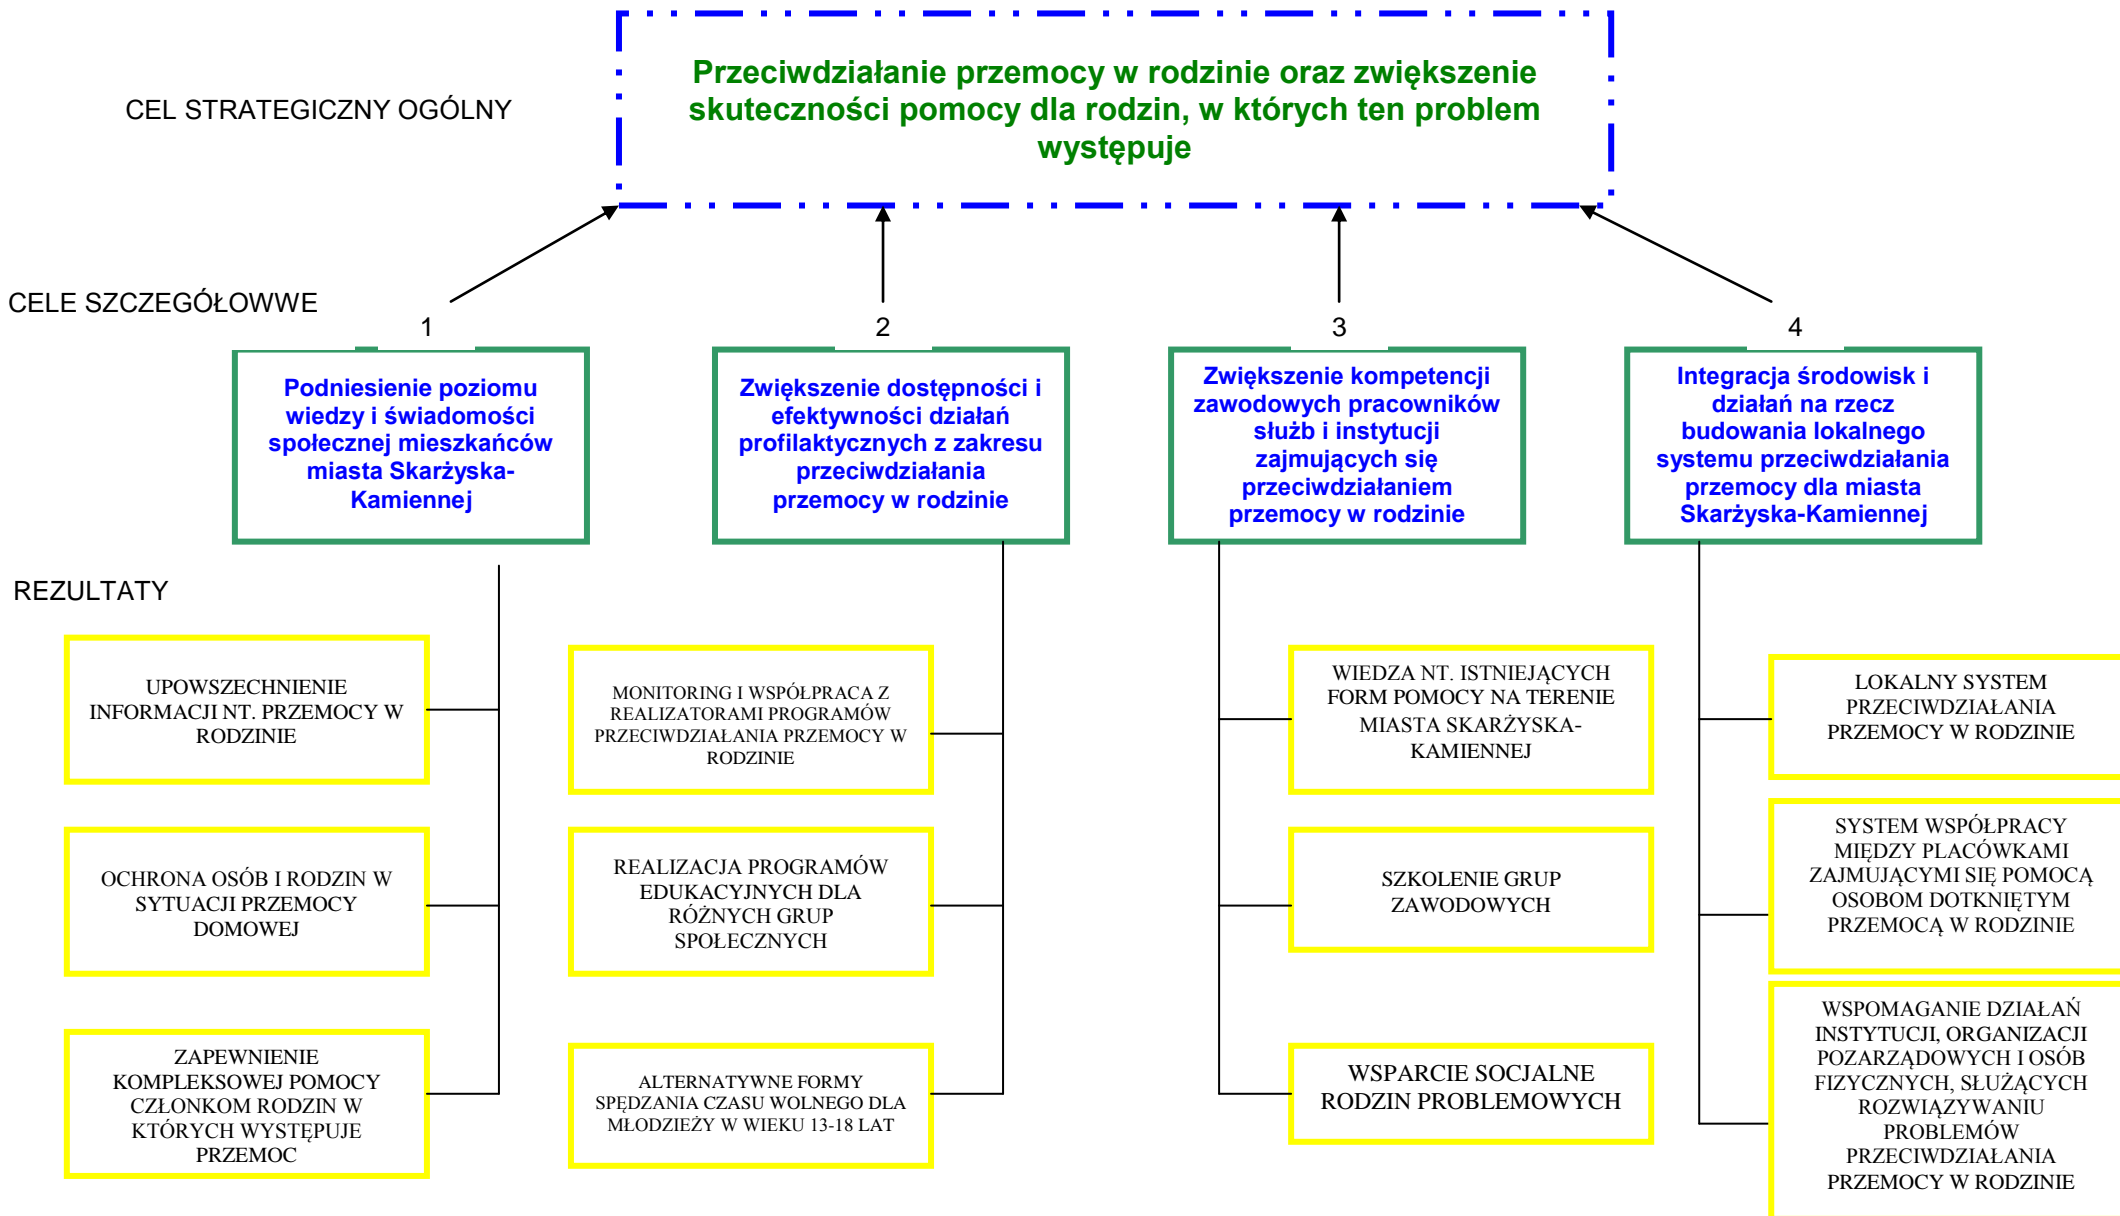 CEL STRATEGICZNY OGÓLNY
Przeciwdziałanie przemocy w rodzinie oraz zwiększenie
skuteczności pomocy dla rodzin, w których ten problem
występuje
CELE SZCZEGÓŁOWWE
1
2
3
4
Podniesienie poziomu
wiedzy i świadomości
społecznej mieszkańców
miasta Skarżyska-
Kamiennej
Zwiększenie dostępności i
efektywności działań
profilaktycznych z zakresu
przeciwdziałania
przemocy w rodzinie
Zwiększenie kompetencji
zawodowych pracowników
służb i instytucji
zajmujących się
przeciwdziałaniem
przemocy w rodzinie
Integracja środowisk i
działań na rzecz
budowania lokalnego
systemu przeciwdziałania
przemocy dla miasta
Skarżyska-Kamiennej
REZULTATY
UPOWSZECHNIENIE
INFORMACJI NT. PRZEMOCY W
RODZINIE
OCHRONA OSÓB I RODZIN W
SYTUACJI PRZEMOCY
DOMOWEJ
ZAPEWNIENIE
KOMPLEKSOWEJ POMOCY
CZŁONKOM RODZIN W
KTÓRYCH WYSTĘPUJE
PRZEMOC
MONITORING I WSPÓŁPRACA Z
REALIZATORAMI PROGRAMÓW
PRZECIWDZIAŁANIA PRZEMOCY W
RODZINIE
REALIZACJA PROGRAMÓW
EDUKACYJNYCH DLA
RÓŻNYCH GRUP
SPOŁECZNYCH
ALTERNATYWNE FORMY
SPĘDZANIA CZASU WOLNEGO DLA
MŁODZIEŻY W WIEKU 13-18 LAT
WIEDZA NT. ISTNIEJĄCYCH
FORM POMOCY NA TERENIE
MIASTA SKARŻYSKA-
KAMIENNEJ
SZKOLENIE GRUP
ZAWODOWYCH
WSPARCIE SOCJALNE
RODZIN PROBLEMOWYCH
LOKALNY SYSTEM
PRZECIWDZIAŁANIA
PRZEMOCY W RODZINIE
SYSTEM WSPÓŁPRACY
MIĘDZY PLACÓWKAMI
ZAJMUJĄCYMI SIĘ POMOCĄ
OSOBOM DOTKNIĘTYM
PRZEMOCĄ W RODZINIE
WSPOMAGANIE DZIAŁAŃ
INSTYTUCJI, ORGANIZACJI
POZARZĄDOWYCH I OSÓB
FIZYCZNYCH, SŁUŻĄCYCH
ROZWIĄZYWANIU
PROBLEMÓW
PRZECIWDZIAŁANIA
PRZEMOCY W RODZINIE